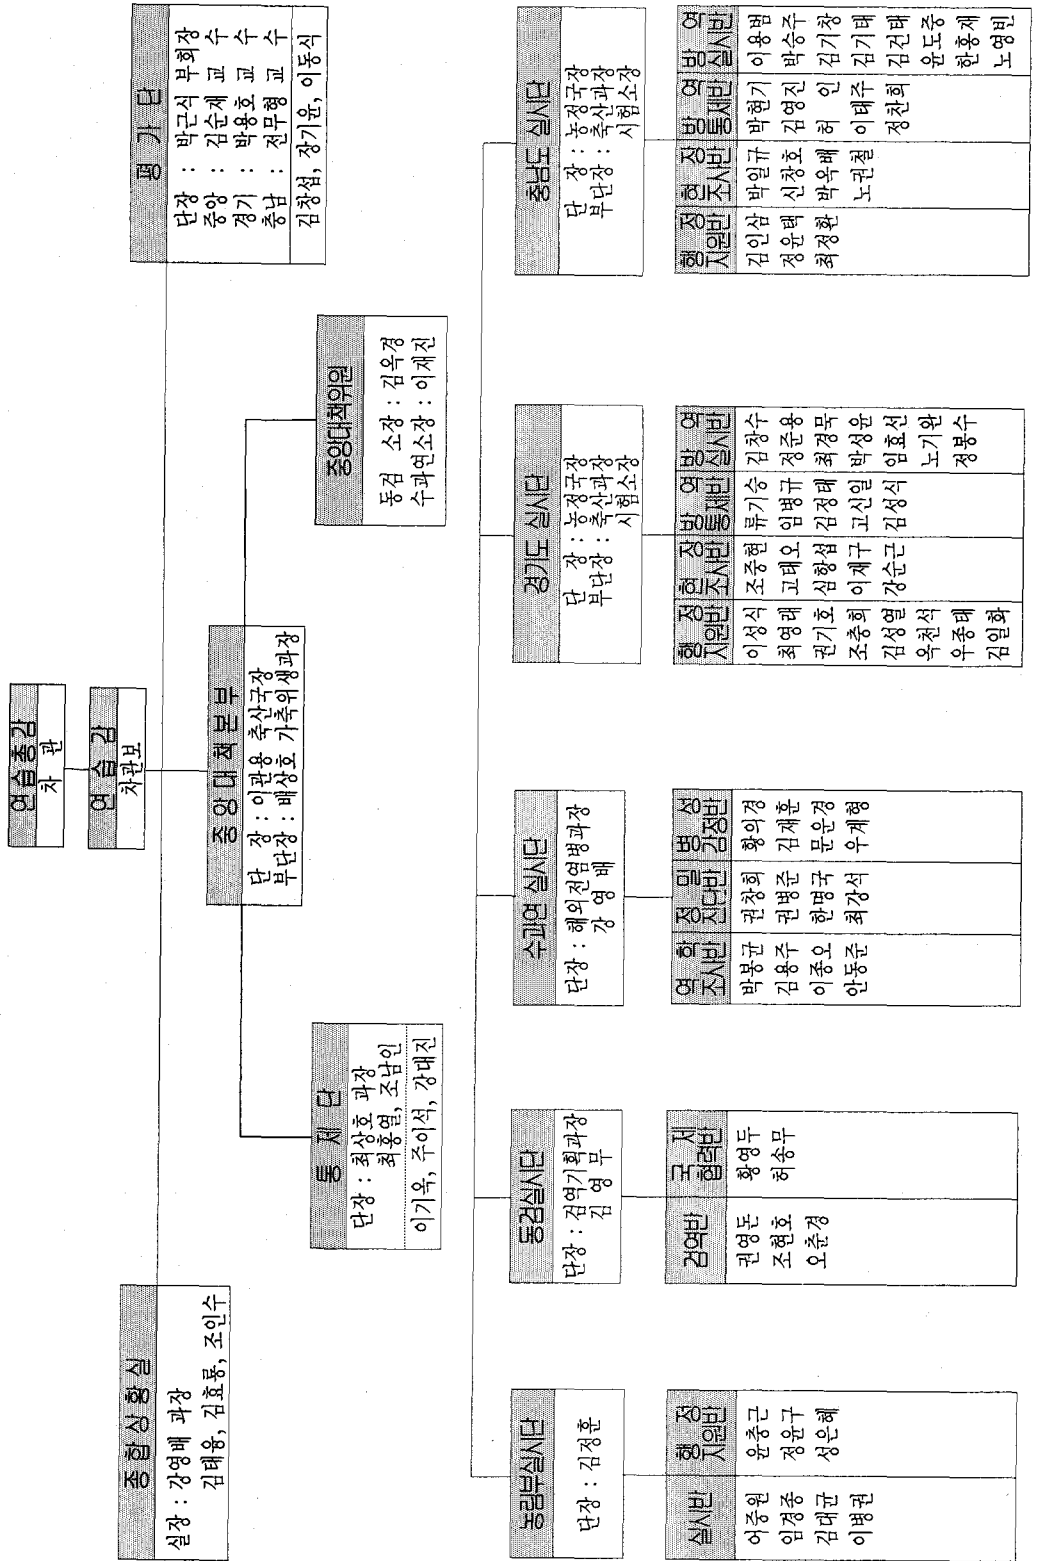 연습총감
차 관
연 습 감
차관보
종 합 상 황 실
실장 : 강영배 과장
김태융, 김효룡, 조인수
중 앙 대 책 본 부
단 장 : 이관용 축산국장
부단장 : 배상호 가축위생과장
평 가 단
단장 : 박근식 부회장
중앙 : 김순재 교 수
경기 : 박용호 교 수
충남 : 전무형 교 수
김창섭, 장기윤, 이동식
통 제 단
단장 : 최상호 과장
최홍열, 조남인
이기옥, 주이석, 강대진
중앙대책위원
동검 소장 : 김옥경
수과연소장 : 이재진
농림부실시단
단장 : 김정훈
실시반
어중원
임경종
김대균
이병권
행 정
지원반
윤충근
정윤구
성은혜
동검실시단
단장 : 검역기획과장
김 영 무
검역반
권영돈
조현호
오춘경
국 제
협력반
황영두
허송무
수과연 실시단
단장 : 해외전염병과장
강 영 배
역 학
조사반
박봉균
김용주
이종오
안동준
정 밀
진단반
권창희
권병준
한명국
최강석
병 성
감정반
황의경
김재훈
문운경
우계형
경기도 실시단
단 장 : 농정국장
부단장 : 축산과장
시험소장
행 정
지원반
이성식
최영래
권기호
조충희
김성열
옥천석
우종태
김일화
현 장
조사반
조중현
고태오
심항섭
이재구
강순근
방 역
통제반
류기승
임병규
김정태
고신일
김성식
방 역
실시반
김창수
정준용
최경묵
박성윤
임효선
노기완
정봉수
충남도 실시단
단 장 : 농정국장
부단장 : 축산과장
시험소장
행 정
지원반
김인삼
정윤택
최정환
현 장
조사반
박일규
신창호
박옥배
노권철
방 역
통제반
박현기
김영진
허 인
이태주
정찬희
방 역
실시반
이용범
박승주
김기창
김기태
김건태
윤도중
한홍재
노영빈